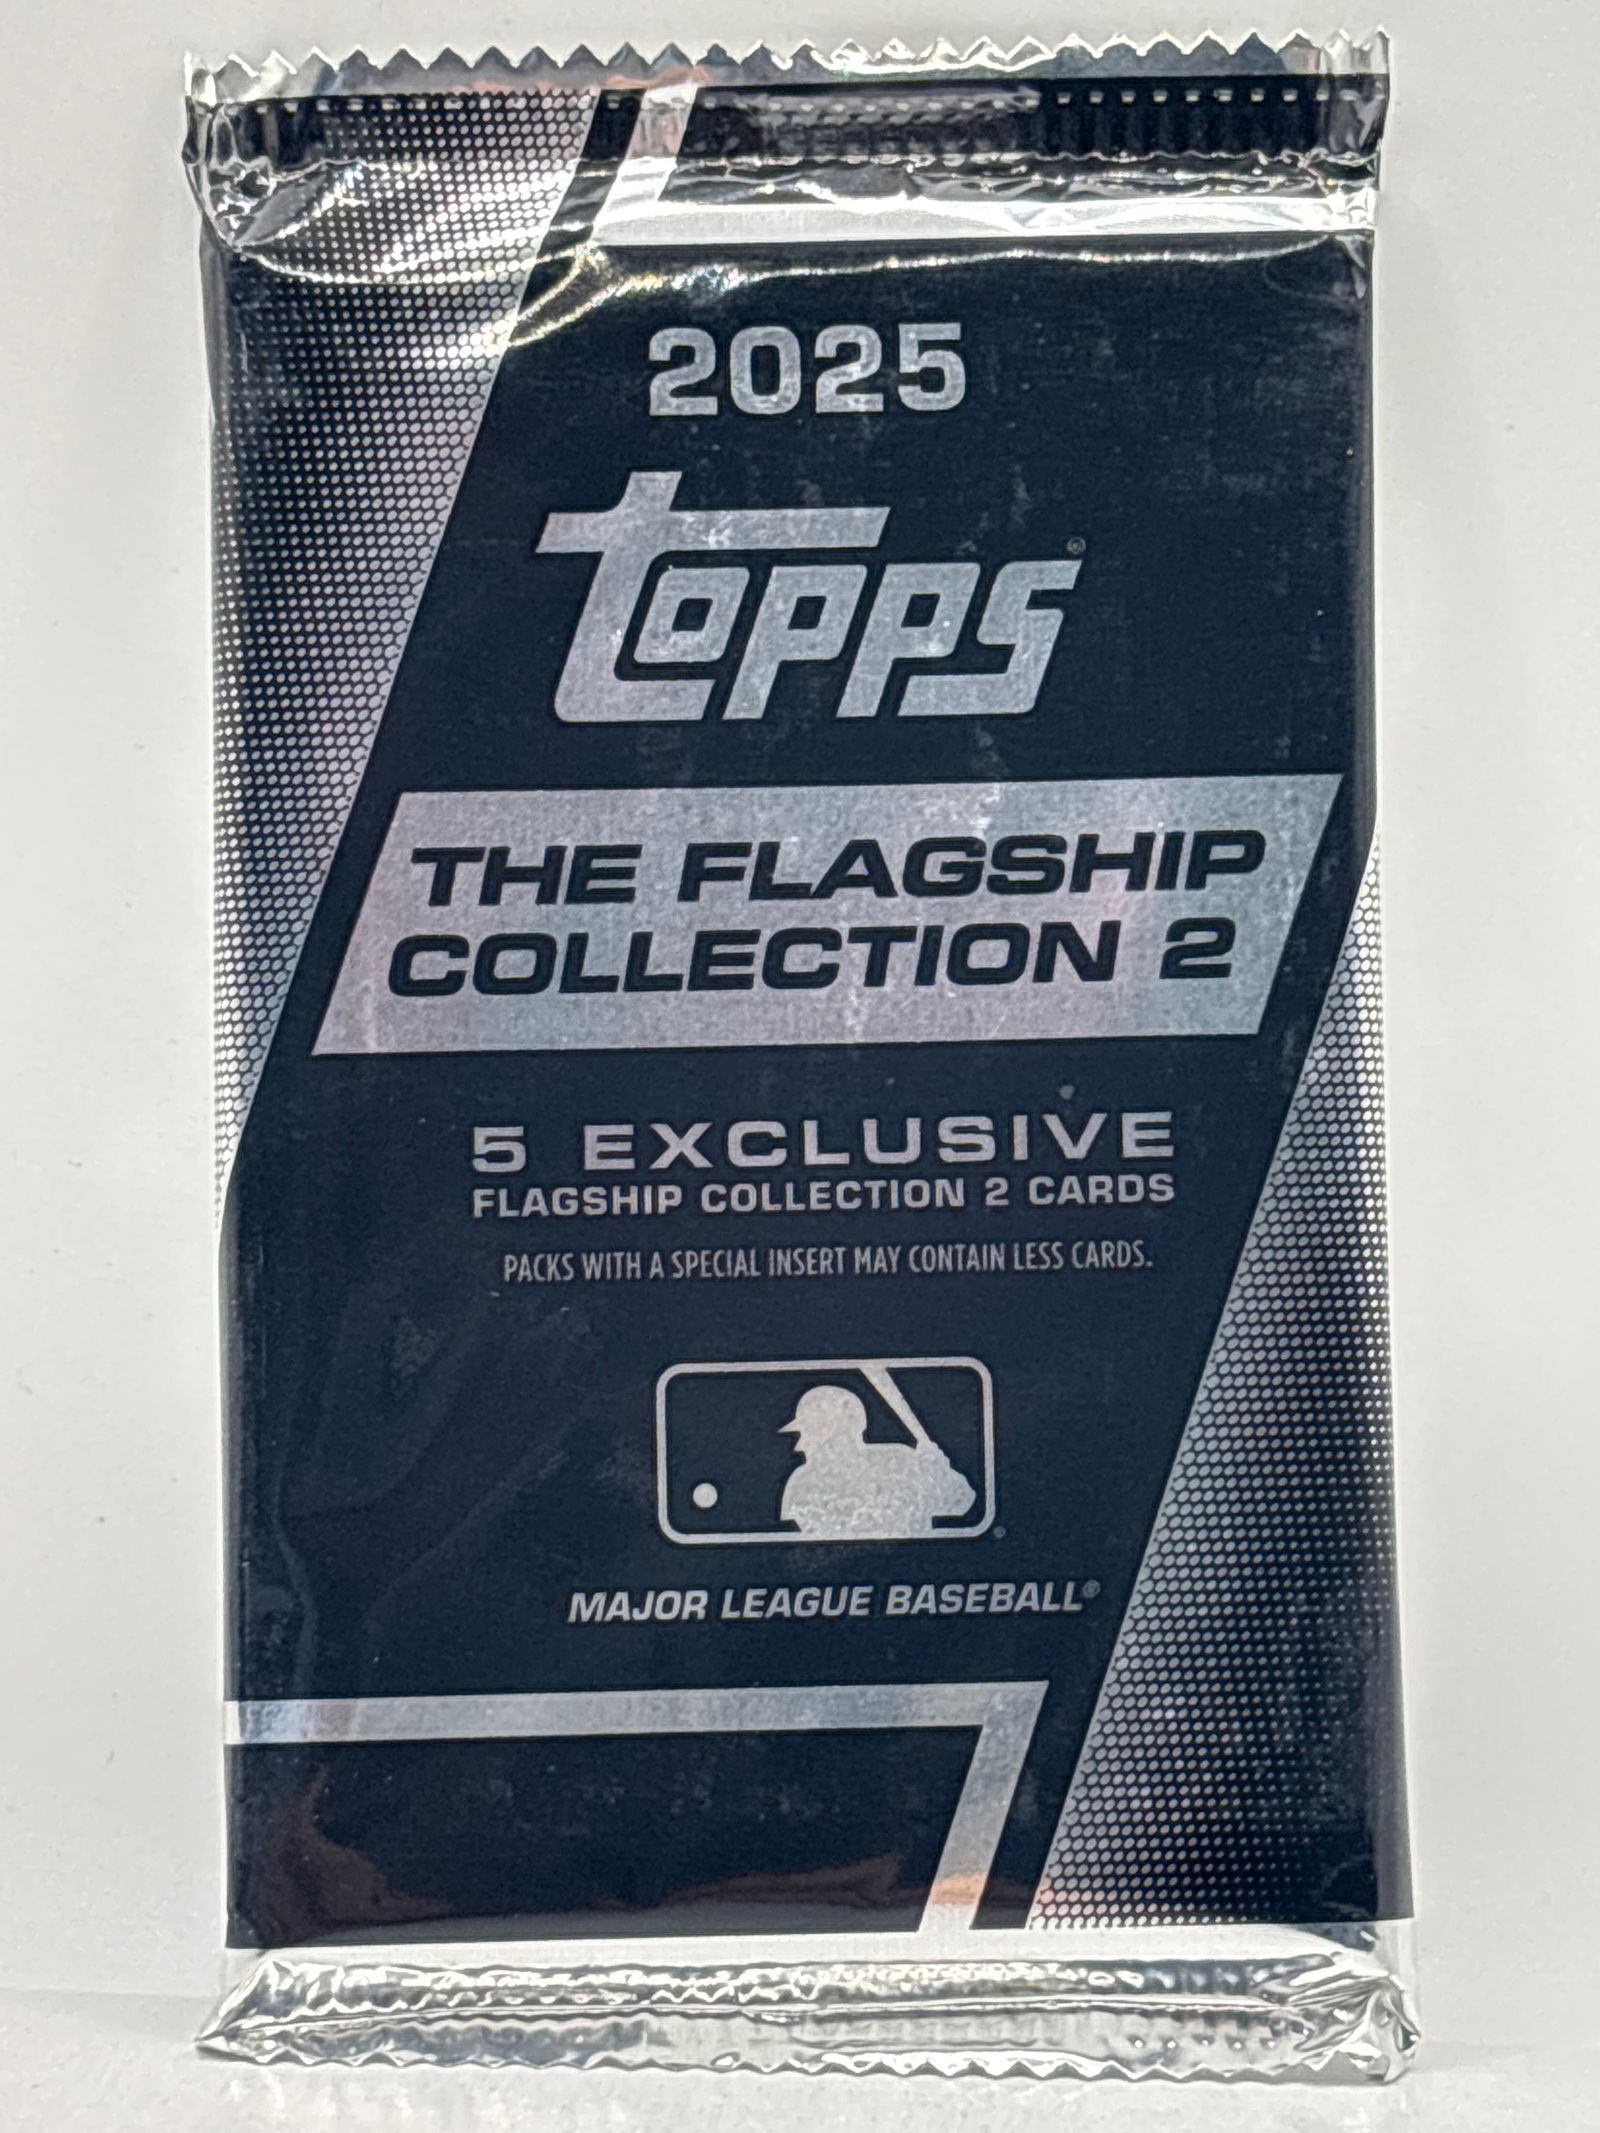 2025
topps®
THE FLAGSHIP
COLLECTION 2
5 EXCLUSIVE
FLAGSHIP COLLECTION 2 CARDS
PACKS WITH A SPECIAL INSERT MAY CONTAIN LESS CARDS.
MAJOR LEAGUE BASEBALL®